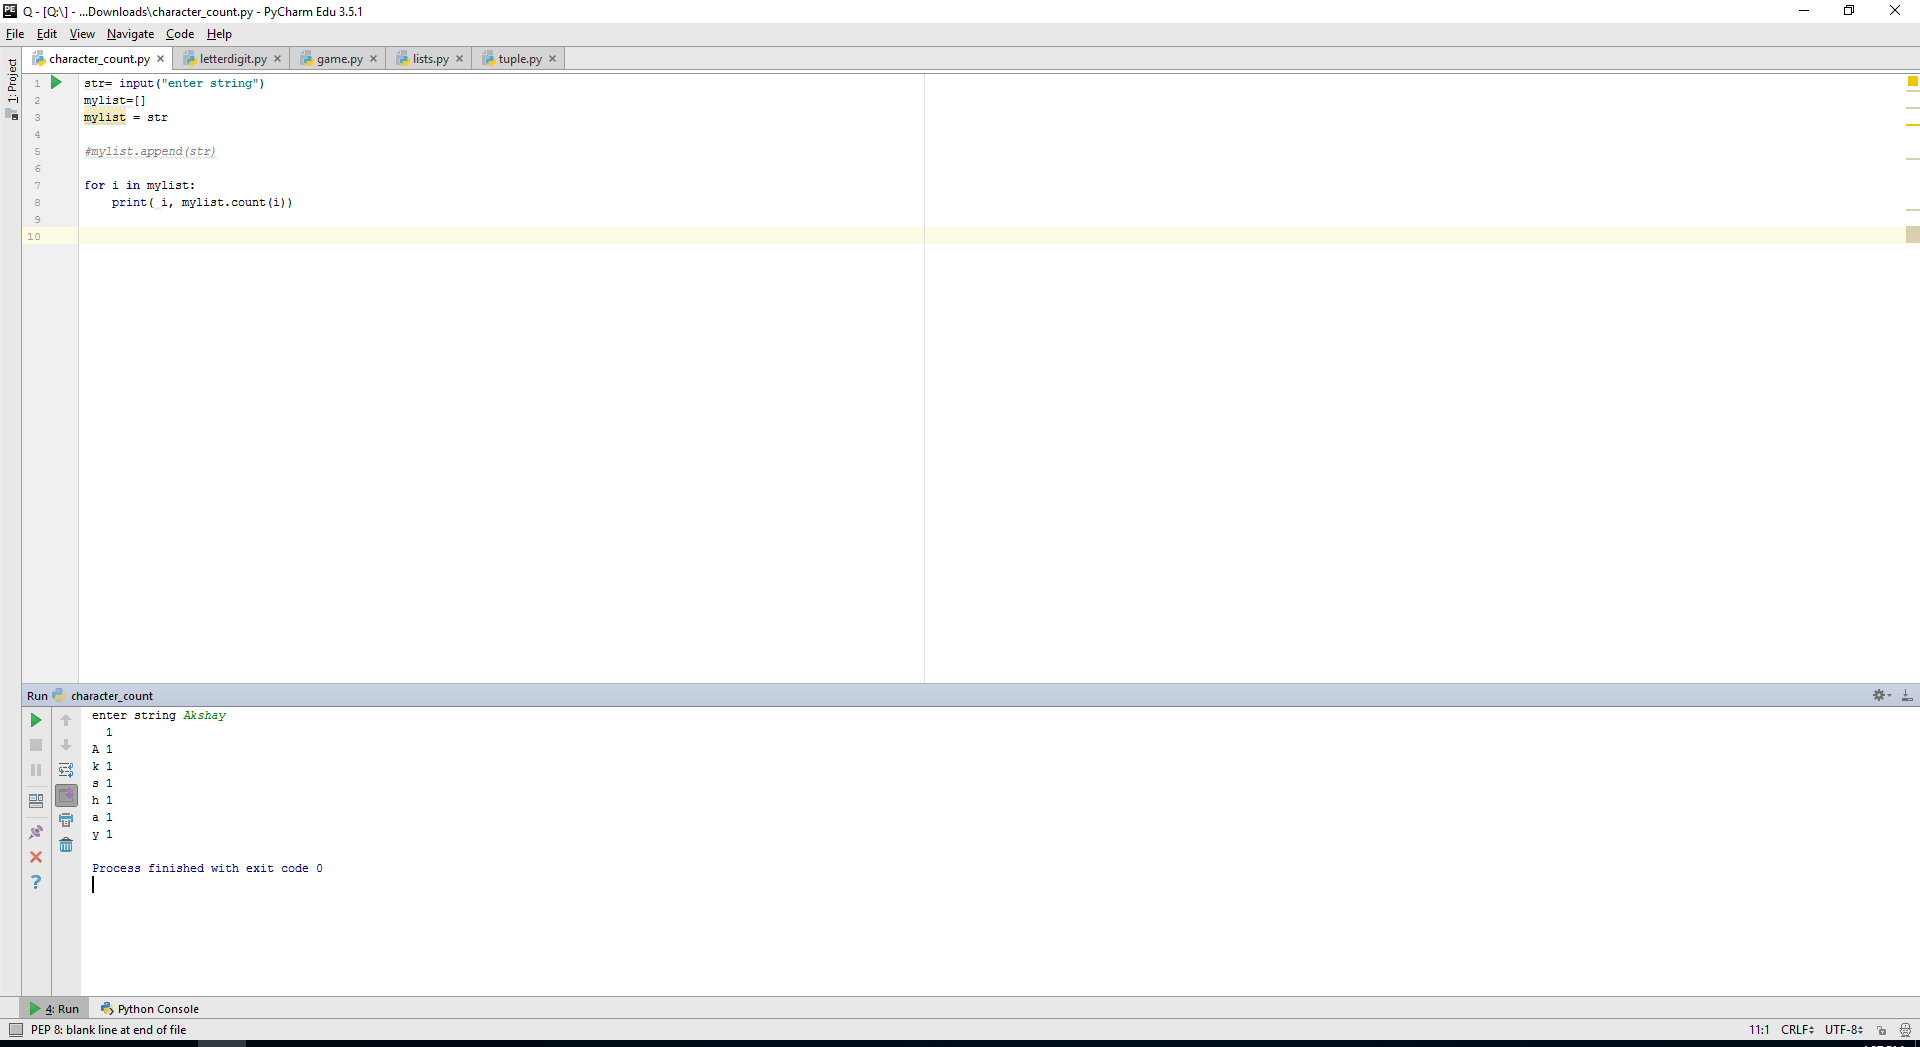 Q - [Q:\] - ...Downloads\character_count.py - PyCharm Edu 3.5.1
File Edit View Navigate Code Help
character_count.py letterdigit.py game.py lists.py tuple.py
1: Project
1 str= input("enter string")
2 mylist=[]
3 mylist = str
4
5 #mylist.append(str)
6
7 for i in mylist:
8     print( i, mylist.count(i))
9
10
Run character_count
enter string Akshay
  1
A 1
k 1
s 1
h 1
a 1
y 1
Process finished with exit code 0
4: Run Python Console
PEP 8: blank line at end of file 11:1 CRLF UTF-8